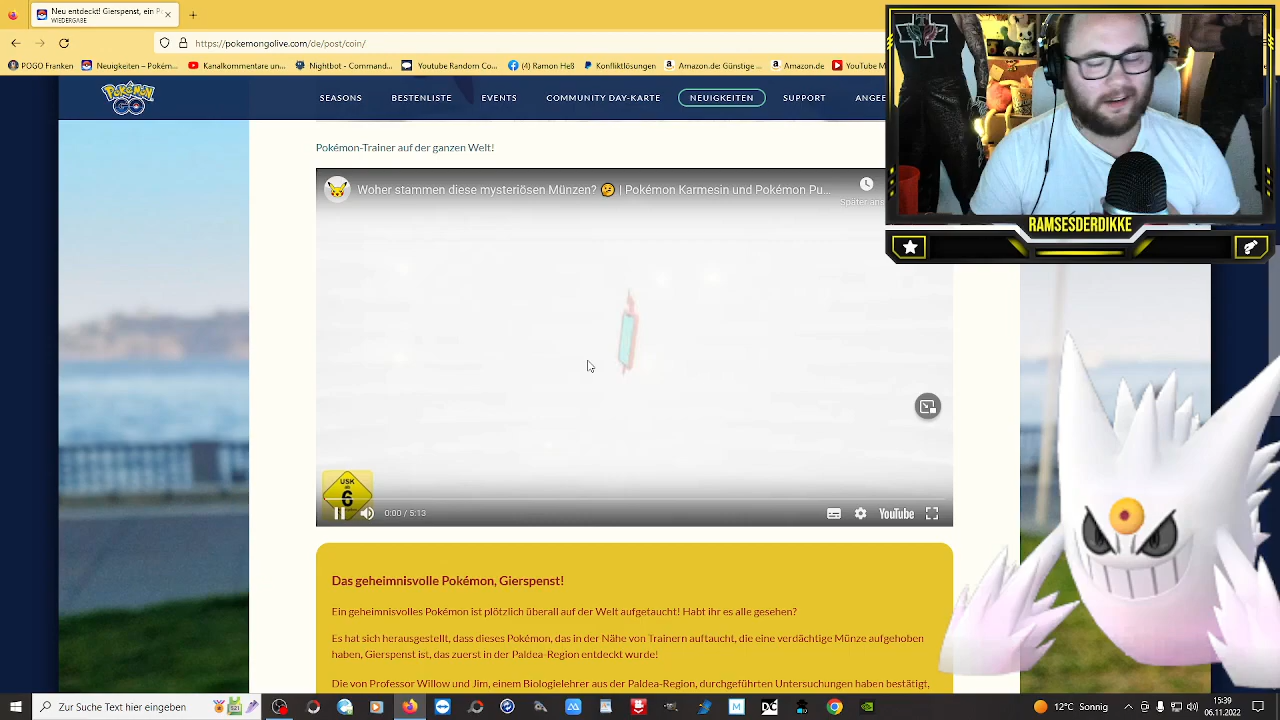 Neu entdeckt! Gierspenst, ein P
WIEDERGABE
https://pokemongolive.com/de/post/coin/
POGO Franken
Neuigkeiten – Pokém...
Kanalkommentare un...
Nightbot - Command...
Youtube Random Co...
(4) Ramon Heß
Konfliktlösungen
Amazon.de Günstige ...
Amazon.de
YouTube M
POKÉMON GO
SEASONS
BESTENLISTE
EVENTS
COMMUNITY DAY-KARTE
NEUIGKEITEN
SUPPORT
ANGEB
RAMSESDERDIKKE
Pokémon-Trainer auf der ganzen Welt!
Woher stammen diese mysteriösen Münzen? 🤔 | Pokémon Karmesin und Pokémon Pu...
Später ans
USK
ab
6
0:00 / 5:13
YouTube
Das geheimnisvolle Pokémon, Gierspenst!
Ein geheimnisvolles Pokémon ist plötzlich überall auf der Welt aufgetaucht! Habt ihr es alle gesehen?
Es hat sich herausgestellt, dass dieses Pokémon, das in der Nähe von Trainern auftaucht, die eine verdächtige Münze aufgehoben
haben, Gierspenst ist, das zuerst in der Paldea-Region entdeckt wurde!
Die von Professor Willow und Jim, einem Biologielehrer aus der Paldea-Region, durchgeführten Untersuchungen haben bestätigt,
Zur Suche Text hier eingeben
12°C Sonnig
15:39
06.11.2022